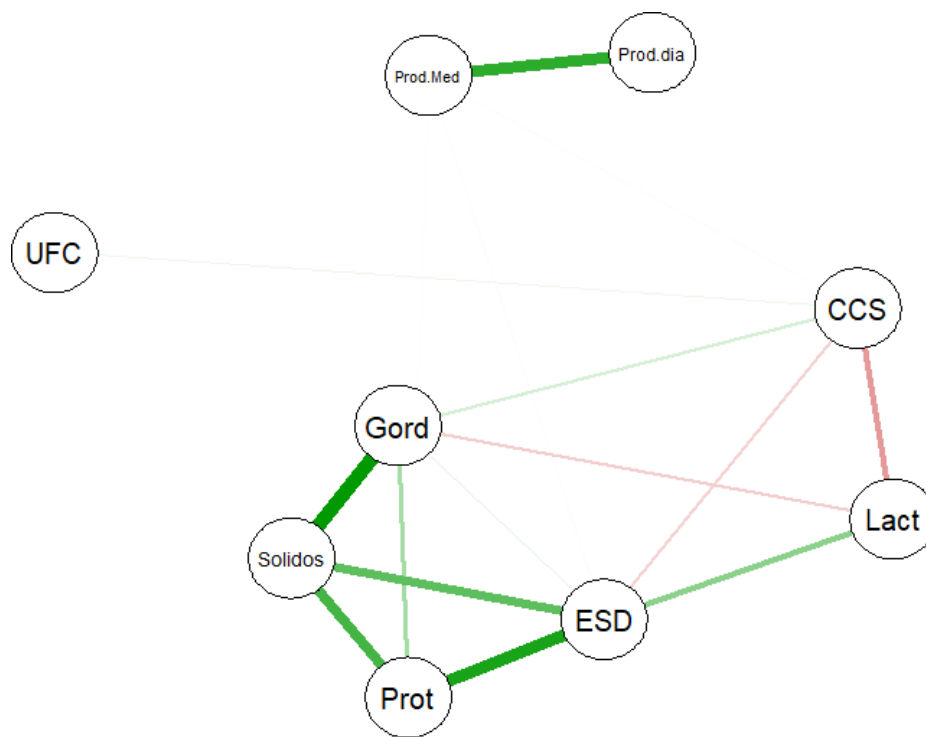 Prod.dia
Prod.Med
UFC
CCS
Gord
Lact
Solidos
ESD
Prot